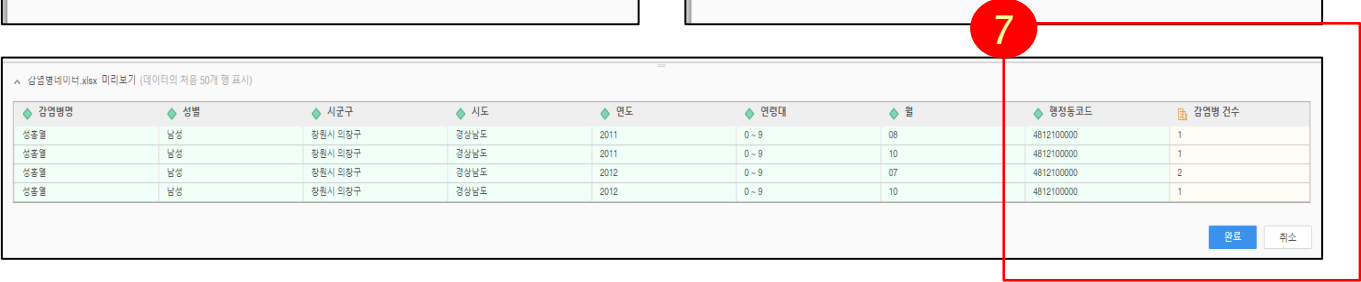 7
감염병데이터.xlsx 미리보기 (데이터의 처음 50개 행 표시)
감염병명 성별 시군구 시도 연도 연령대 월 행정동코드 감염병 건수
성홍열 남성 창원시 의창구 경상남도 2011 0 ~ 9 08 4812100000 1
성홍열 남성 창원시 의창구 경상남도 2011 0 ~ 9 10 4812100000 1
성홍열 남성 창원시 의창구 경상남도 2012 0 ~ 9 07 4812100000 2
성홍열 남성 창원시 의창구 경상남도 2012 0 ~ 9 10 4812100000 1
완료 취소